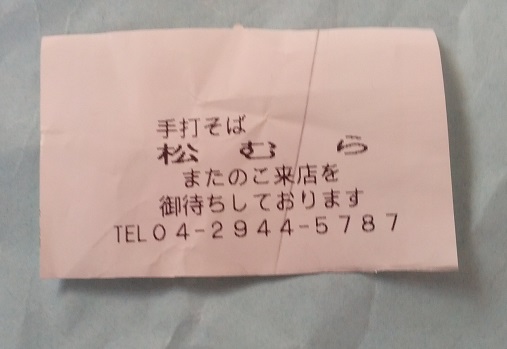 手打そば
松むら
またのご来店を
御待ちしております
TEL04-2944-5787